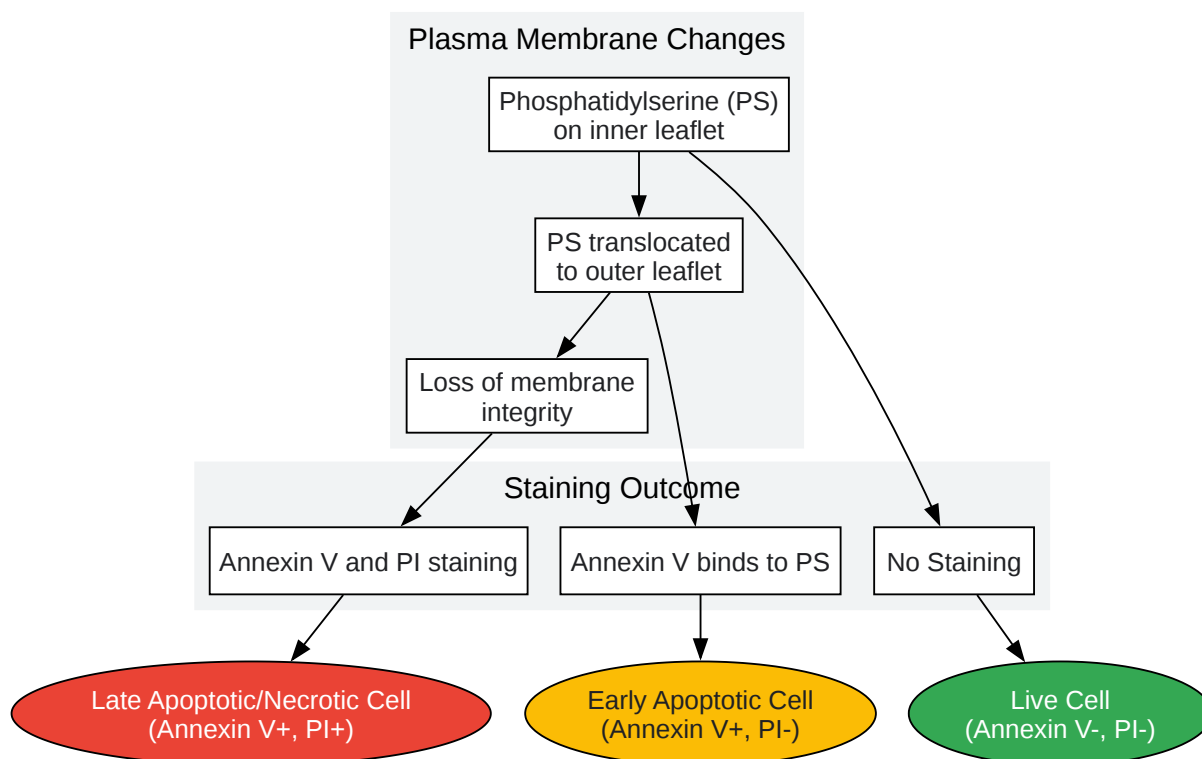 Plasma Membrane Changes
Phosphatidylserine (PS)
on inner leaflet
PS translocated
to outer leaflet
Loss of membrane
integrity
Staining Outcome
Annexin V and PI staining
Annexin V binds to PS
No Staining
Late Apoptotic/Necrotic Cell
(Annexin V+, PI+)
Early Apoptotic Cell
(Annexin V+, PI-)
Live Cell
(Annexin V-, PI-)